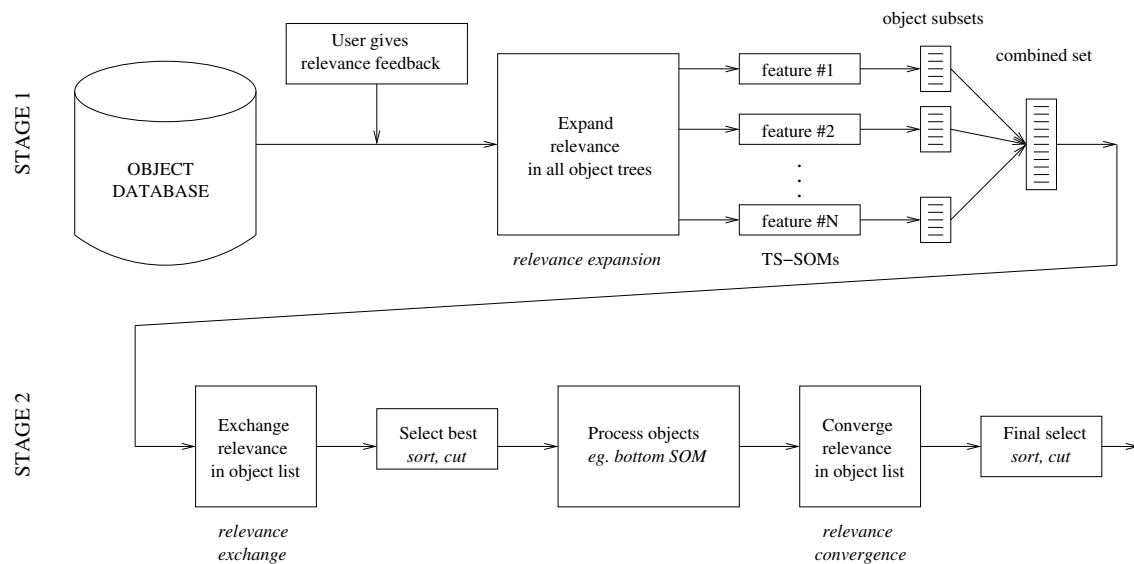 STAGE 1
OBJECT
DATABASE
User gives
relevance feedback
Expand
relevance
in all object trees
relevance expansion
feature #1
feature #2
feature #N
TS−SOMs
object subsets
combined set
STAGE 2
Exchange
relevance
in object list
relevance
exchange
Select best
sort, cut
Process objects
eg. bottom SOM
Converge
relevance
in object list
relevance
convergence
Final select
sort, cut